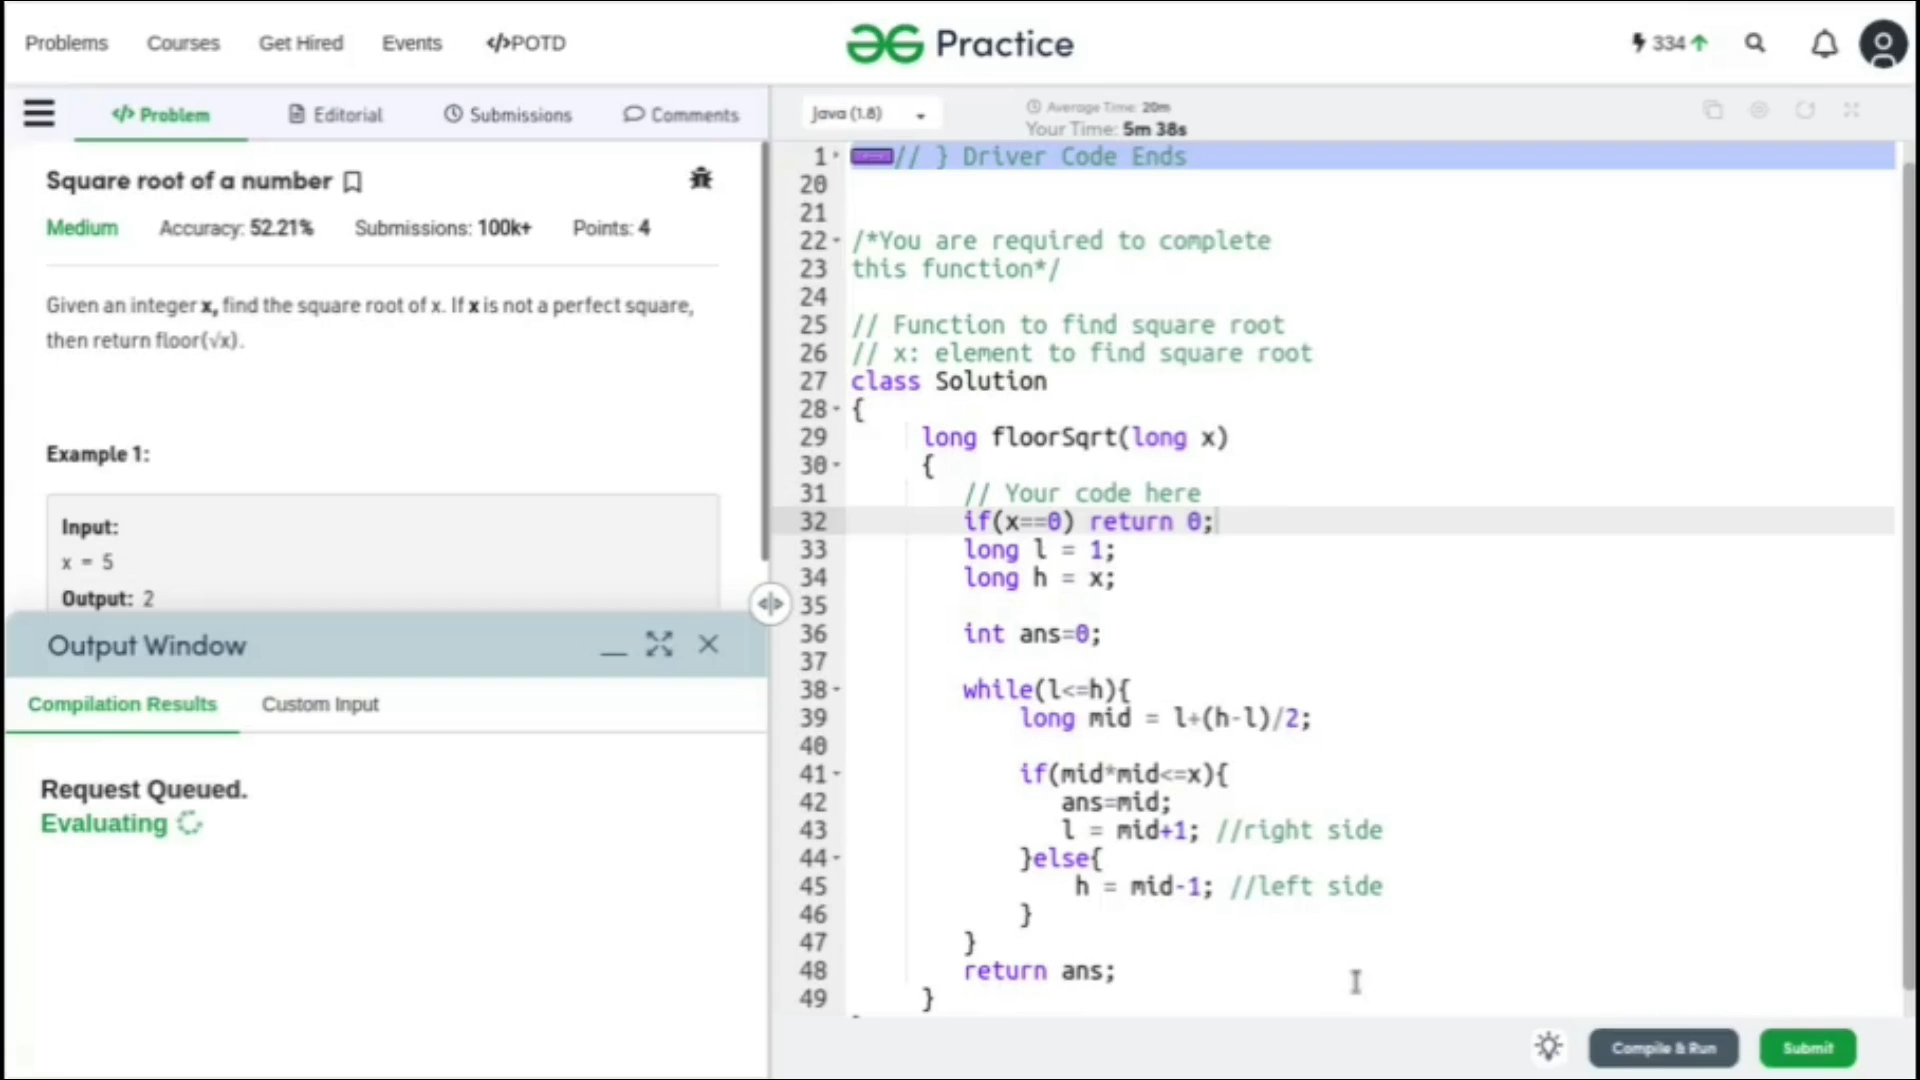 Problems Courses Get Hired Events </>POTD
Practice
334
</> Problem Editorial Submissions Comments
Java (1.8)
Average Time: 20m
Your Time: 5m 38s
Square root of a number
Medium Accuracy: 52.21% Submissions: 100k+ Points: 4
Given an integer x, find the square root of x. If x is not a perfect square,
then return floor(√x).
Example 1:
Input:
x = 5
Output: 2
Output Window
Compilation Results Custom Input
Request Queued.
Evaluating
1 // } Driver Code Ends
20
21
22 /*You are required to complete
23 this function*/
24
25 // Function to find square root
26 // x: element to find square root
27 class Solution
28 {
29 long floorSqrt(long x)
30 {
31 // Your code here
32 if(x==0) return 0;
33 long l = 1;
34 long h = x;
35
36 int ans=0;
37
38 while(l<=h){
39 long mid = l+(h-l)/2;
40
41 if(mid*mid<=x){
42 ans=mid;
43 l = mid+1; //right side
44 }else{
45 h = mid-1; //left side
46 }
47 }
48 return ans;
49 }
Compile & Run Submit